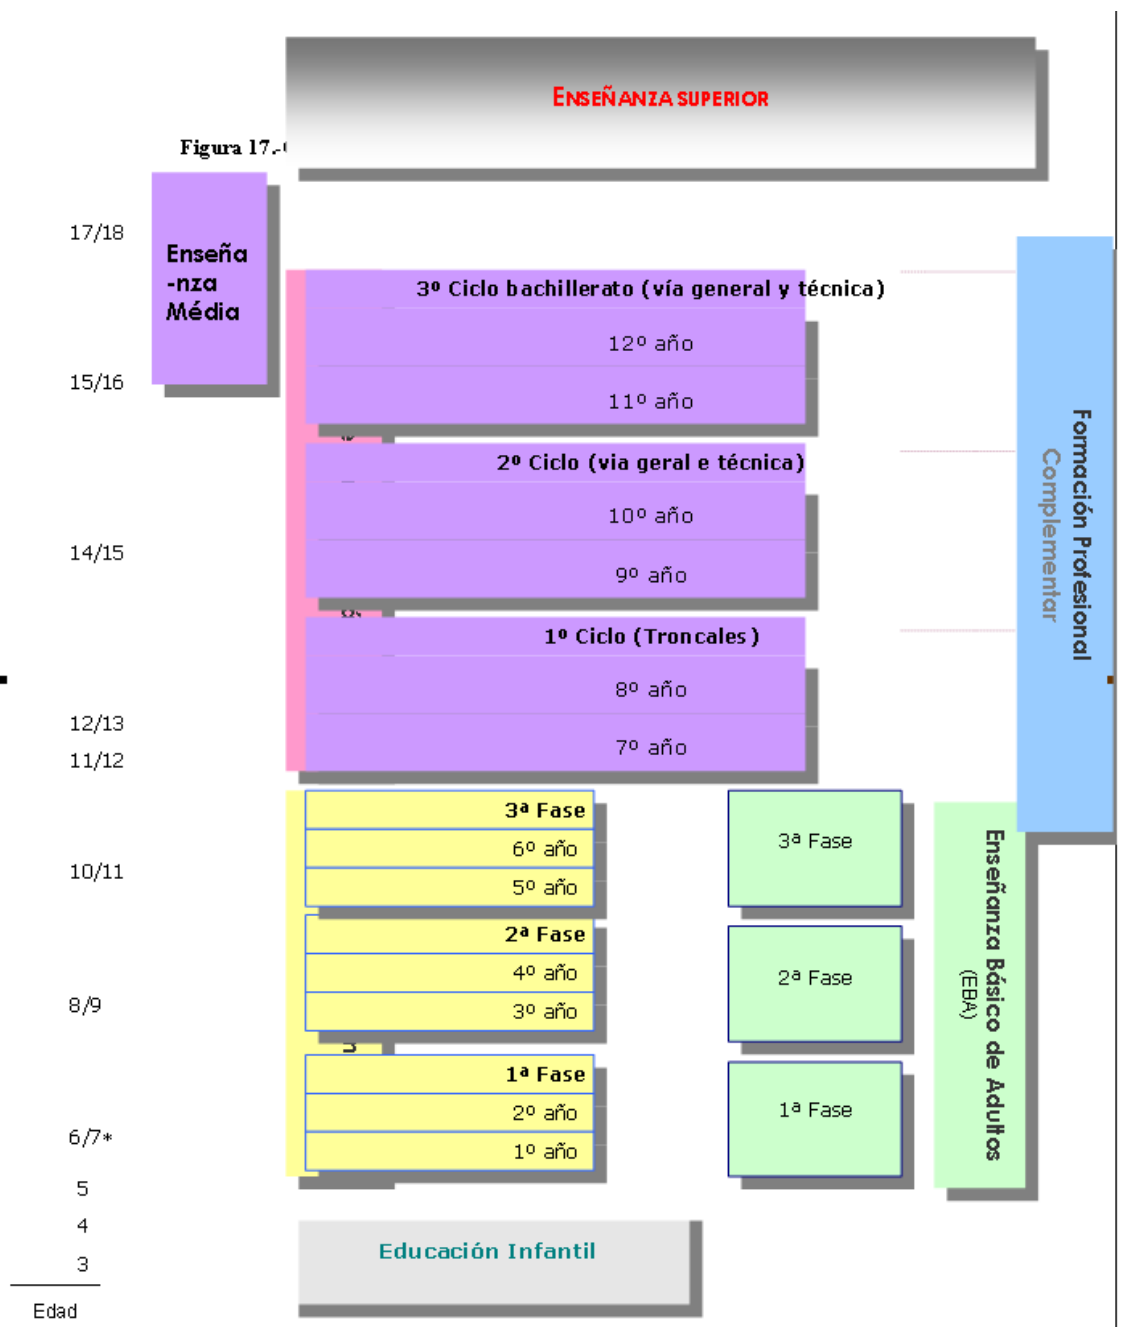 ENSEÑANZA SUPERIOR
Figura 17.-
17/18
Enseña
-nza
Média
3º Ciclo bachillerato (vía general y técnica)
12º año
15/16
11º año
2º Ciclo (via geral e técnica)
10º año
14/15
9º año
1º Ciclo (Troncales)
8º año
12/13
7º año
11/12
Formación Profesional
Complementar
3ª Fase
6º año
5º año
10/11
3ª Fase
2ª Fase
4º año
3º año
8/9
2ª Fase
1ª Fase
2º año
1º año
6/7*
1ª Fase
Enseñanza Básico de Adultos
(EBA)
5
4
3
Educación Infantil
Edad